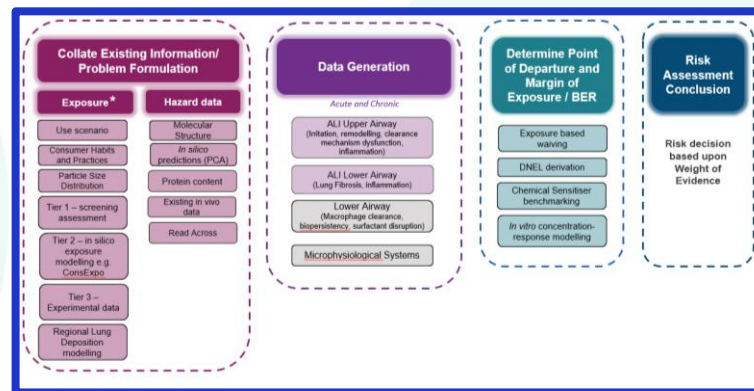 Collate Existing Information/
Problem Formulation
Exposure*
Use scenario
Consumer Habits and
Practices
Particle Size
Distribution
Tier 1 – screening
assessment
Tier 2 – in silico
exposure
modelling e.g.
ConsExpo
Tier 3 –
Experimental data
Regional Lung
Deposition
modelling
Hazard data
Molecular
Structure
In silico
predictions (PCA)
Protein content
Existing in vivo
data
Read Across
Data Generation
Acute and Chronic
ALI Upper Airway
(Irritation, remodelling, clearance
mechanism dysfunction,
inflammation)
ALI Lower Airway
(Lung Fibrosis, inflammation)
Lower Airway
(Macrophage clearance,
biopersistency, surfactant disruption)
Microphysiological Systems
Determine Point
of Departure and
Margin of
Exposure / BER
Exposure based
waiving
DNEL derivation
Chemical Sensitiser
benchmarking
In vitro concentration-
response modelling
Risk
Assessment
Conclusion
Risk decision
based upon
Weight of
Evidence